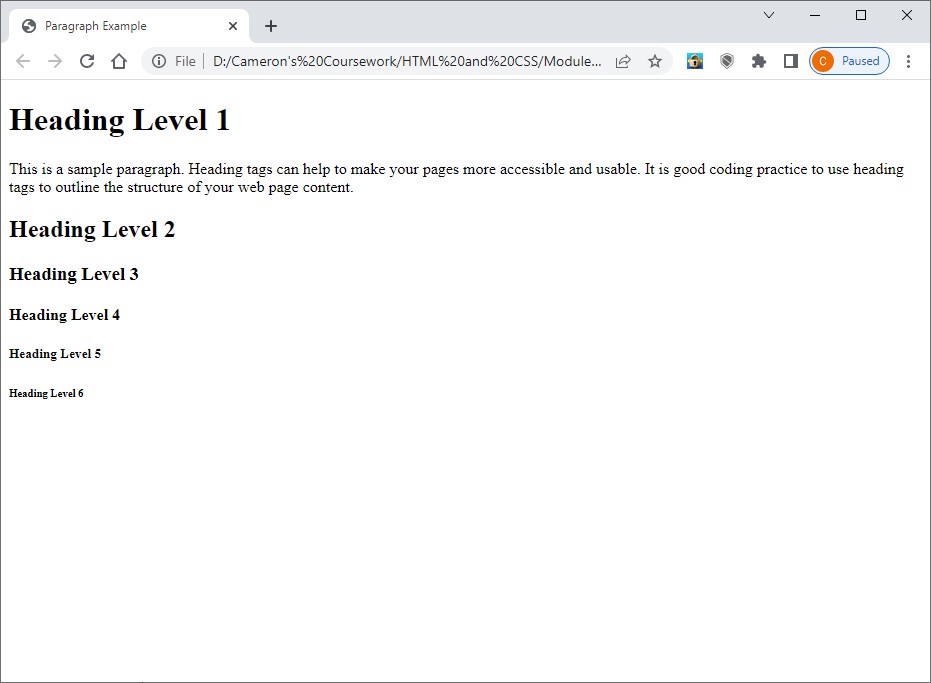 Paragraph Example
File
D:/Cameron's%20Coursework/HTML%20and%20CSS/Module...
C
Paused
Heading Level 1
This is a sample paragraph. Heading tags can help to make your pages more accessible and usable. It is good coding practice to use heading
tags to outline the structure of your web page content.
Heading Level 2
Heading Level 3
Heading Level 4
Heading Level 5
Heading Level 6